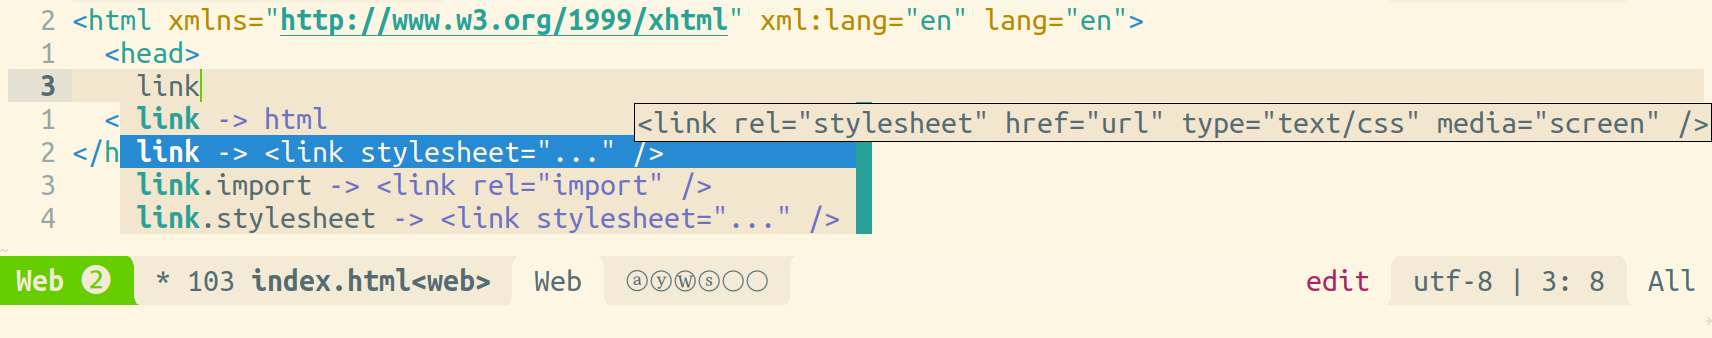 2 <html xmlns="http://www.w3.org/1999/xhtml" xml:lang="en" lang="en">
1 <head>
3 link
1 < link -> html <link rel="stylesheet" href="url" type="text/css" media="screen" />
2 </h link -> <link stylesheet="..." />
3 link.import -> <link rel="import" />
4 link.stylesheet -> <link stylesheet="..." />
~
Web ❷ * 103 index.html<web> Web ⓐⓨⓦⓢ◯◯ edit utf-8 | 3: 8 All